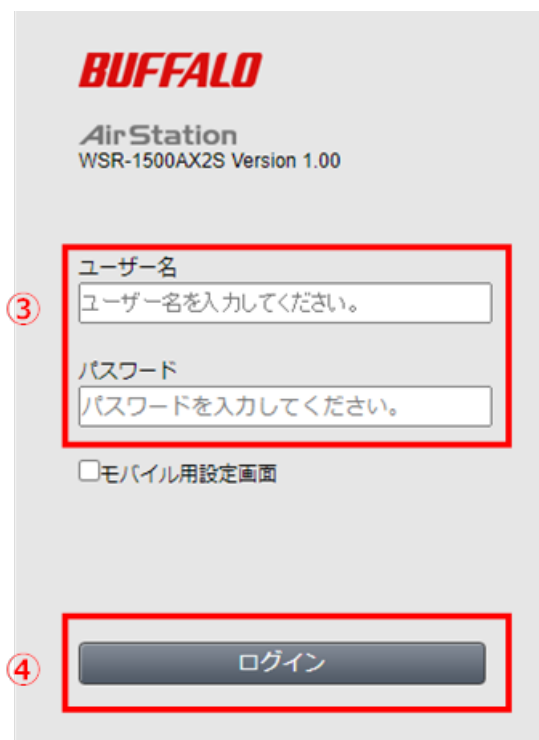 BUFFALO
AirStation
WSR-1500AX2S Version 1.00
ユーザー名
③
ユーザー名を入力してください。
パスワード
パスワードを入力してください。
モバイル用設定画面
④
ログイン